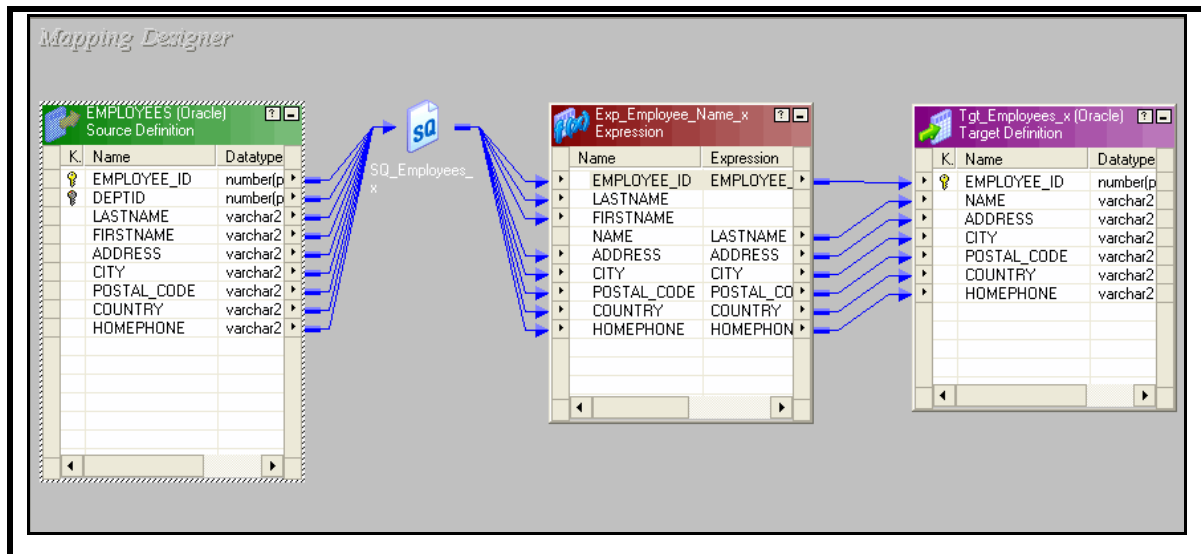 Mapping Designer
EMPLOYEES (Oracle)
Source Definition
K. Name Datatype
EMPLOYEE_ID number(p
DEPTID number(p
LASTNAME varchar2
FIRSTNAME varchar2
ADDRESS varchar2
CITY varchar2
POSTAL_CODE varchar2
COUNTRY varchar2
HOMEPHONE varchar2
SQ
SQ_Employees_
x
Exp_Employee_Name_x
Expression
Name Expression
EMPLOYEE_ID EMPLOYEE_
LASTNAME
FIRSTNAME
NAME LASTNAME
ADDRESS ADDRESS
CITY CITY
POSTAL_CODE POSTAL_CO
COUNTRY COUNTRY
HOMEPHONE HOMEPHON
Tgt_Employees_x (Oracle)
Target Definition
K. Name Datatype
EMPLOYEE_ID number(p
NAME varchar2
ADDRESS varchar2
CITY varchar2
POSTAL_CODE varchar2
COUNTRY varchar2
HOMEPHONE varchar2